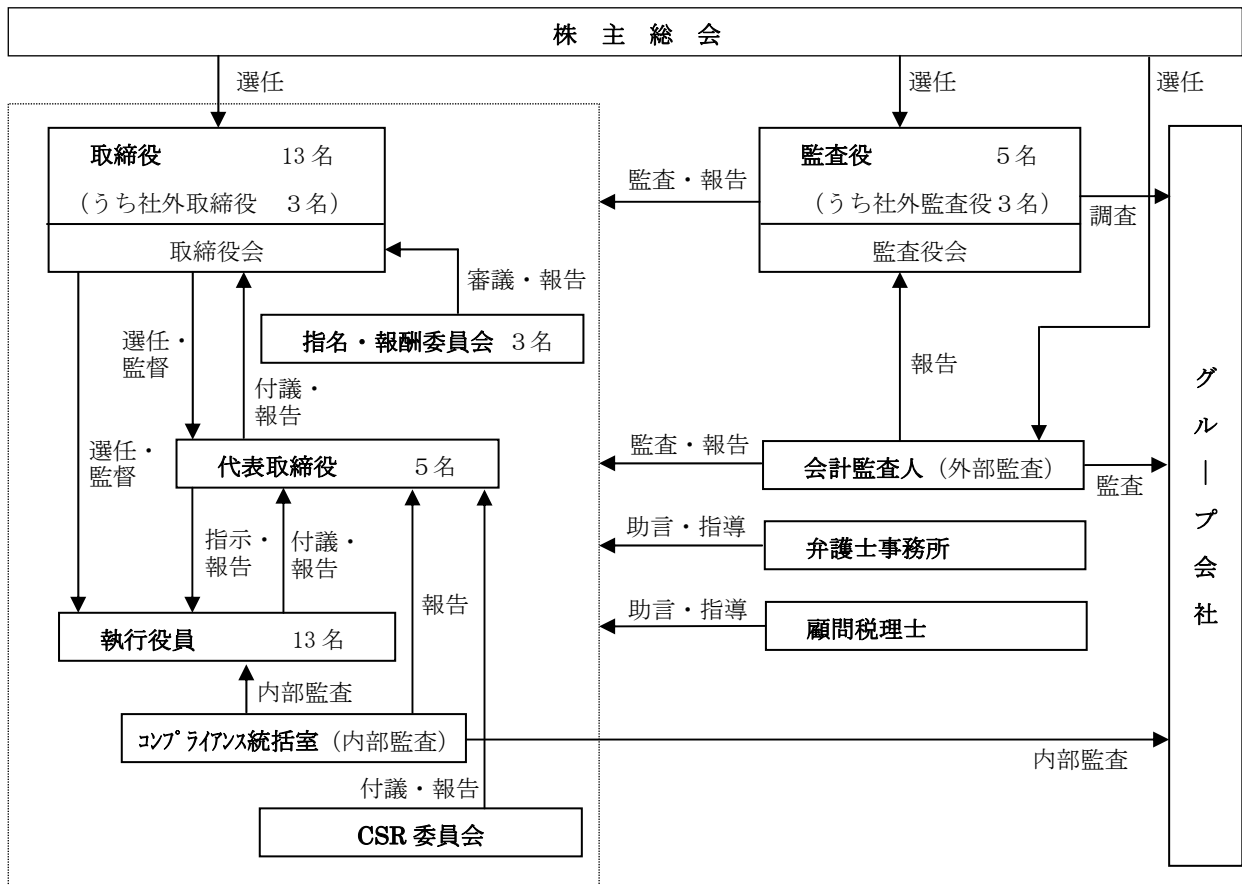 株 主 総 会
選任
選任
選任
取締役 13 名
(うち社外取締役 3名)
取締役会
監査・報告
監査役 5名
(うち社外監査役3名)
監査役会
調査
審議・報告
指名・報酬委員会 3名
選任・
監督
付議・
報告
報告
選任・
監督
代表取締役 5名
監査・報告
会計監査人(外部監査)
監査
グループ会社
助言・指導
弁護士事務所
指示・
報告
付議・
報告
報告
助言・指導
顧問税理士
執行役員 13 名
内部監査
コンプライアンス統括室(内部監査)
内部監査
付議・報告
CSR 委員会